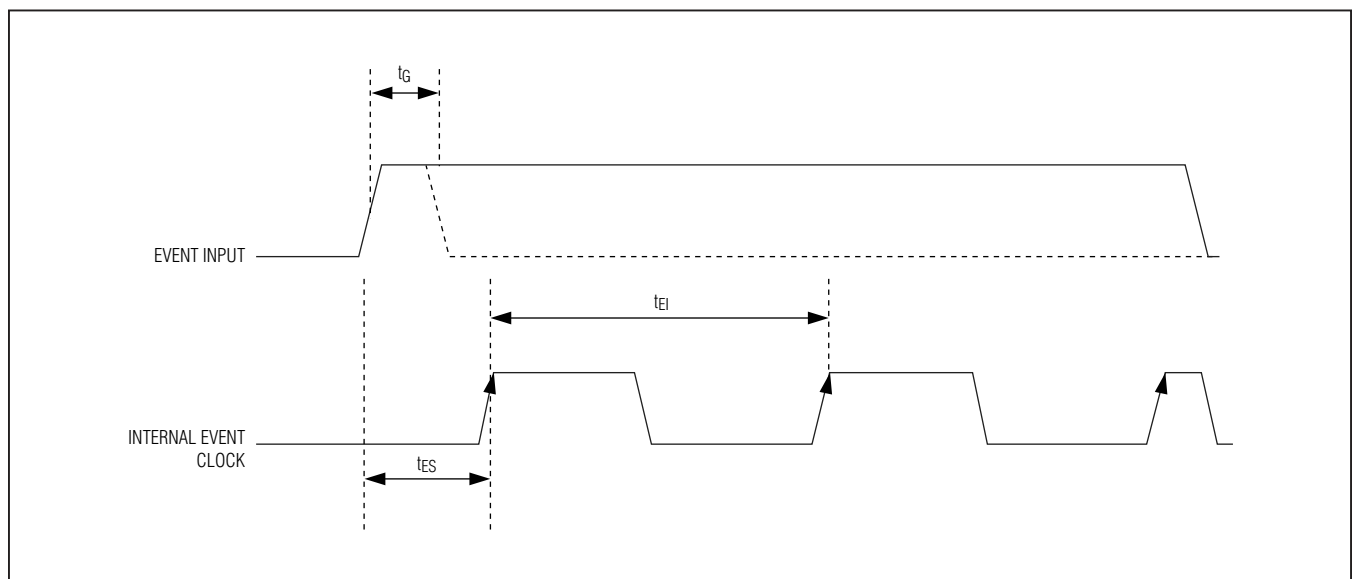 tG
EVENT INPUT
tEI
INTERNAL EVENT
CLOCK
tES